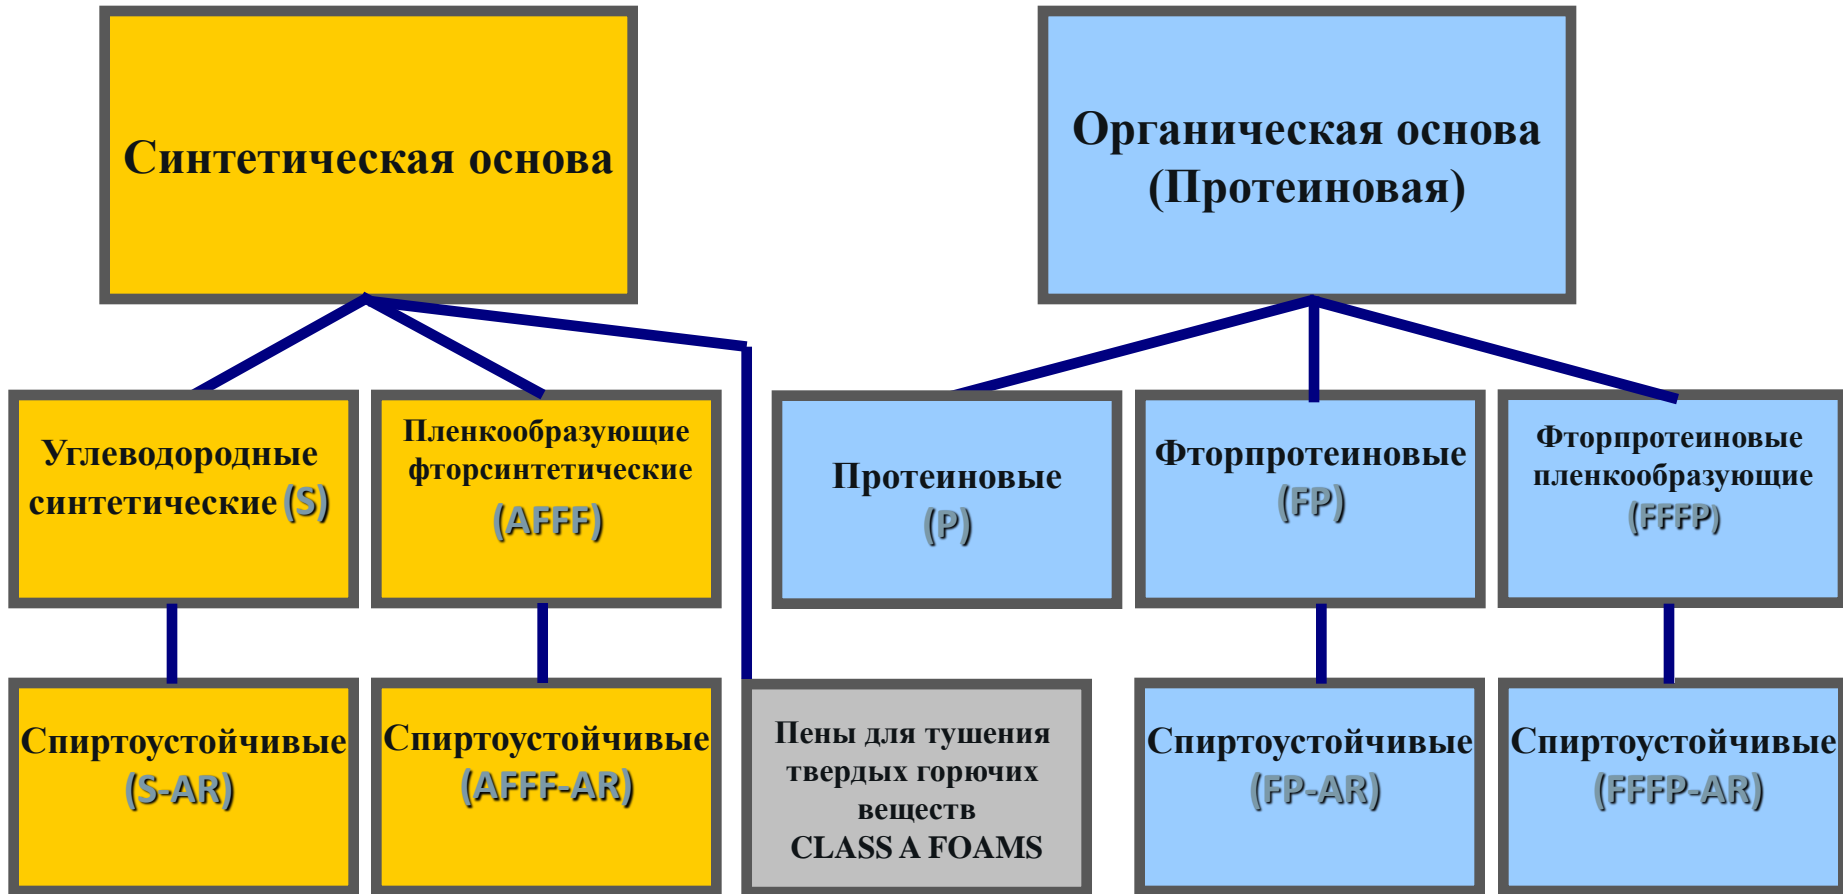 Синтетическая основа
Органическая основа
(Протеиновая)
Углеводородные
синтетические (S)
Пленкообразующие
фторсинтетические
(AFFF)
Протеиновые
(P)
Фторпротеиновые
(FP)
Фторпротеиновые
пленкообразующие
(FFFP)
Спиртоустойчивые
(S-AR)
Спиртоустойчивые
(AFFF-AR)
Пены для тушения
твердых горючих
веществ
CLASS A FOAMS
Спиртоустойчивые
(FP-AR)
Спиртоустойчивые
(FFFP-AR)